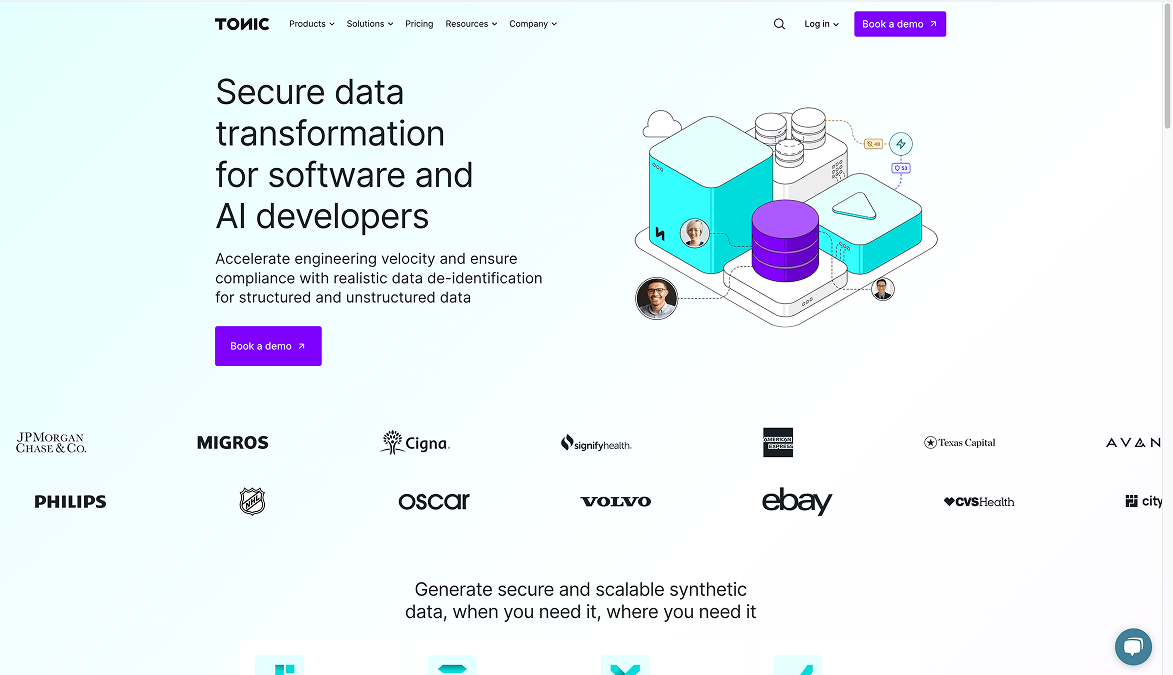 TONIC Products Solutions Pricing Resources Company Log in Book a demo
Secure data
transformation
for software and
AI developers
Accelerate engineering velocity and ensure
compliance with realistic data de-identification
for structured and unstructured data
Book a demo
48
53
JPMORGAN
CHASE & CO.
MIGROS
Cigna.
signifyhealth.
AMERICAN
EXPRESS
Texas Capital
AVAN
PHILIPS
NHL
oscar
VOLVO
ebay
CVSHealth
city
Generate secure and scalable synthetic
data, when you need it, where you need it